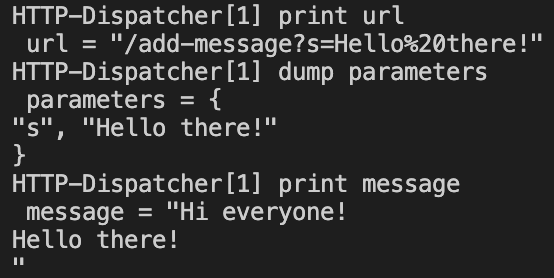 HTTP-Dispatcher[1] print url
 url = "/add-message?s=Hello%20there!"
HTTP-Dispatcher[1] dump parameters
 parameters = {
"s", "Hello there!"
}
HTTP-Dispatcher[1] print message
 message = "Hi everyone!
Hello there!
"